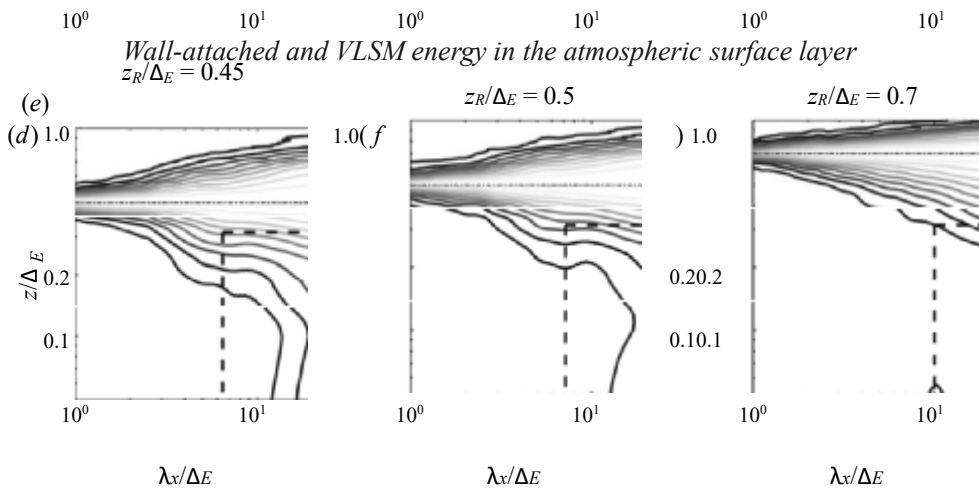 10⁰ 10¹ 10⁰ 10¹ 10⁰ 10¹
Wall-attached and VLSM energy in the atmospheric surface layer
z_R/Δ_E = 0.45
z_R/Δ_E = 0.5 z_R/Δ_E = 0.7
(e)
(d) 1.0 1.0(f ) 1.0
z/Δ_E
0.2 0.20.2
0.1 0.10.1
10⁰ 10¹ 10⁰ 10¹ 10⁰ 10¹
λ_x/Δ_E λ_x/Δ_E λ_x/Δ_E